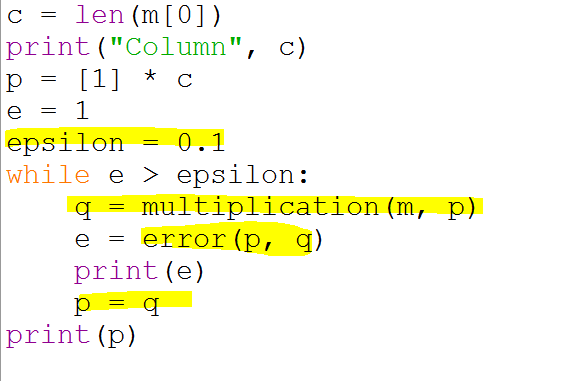 c = len(m[0])
print("Column", c)
p = [1] * c
e = 1
epsilon = 0.1
while e > epsilon:
    q = multiplication(m, p)
    e = error(p, q)
    print(e)
    p = q
print(p)